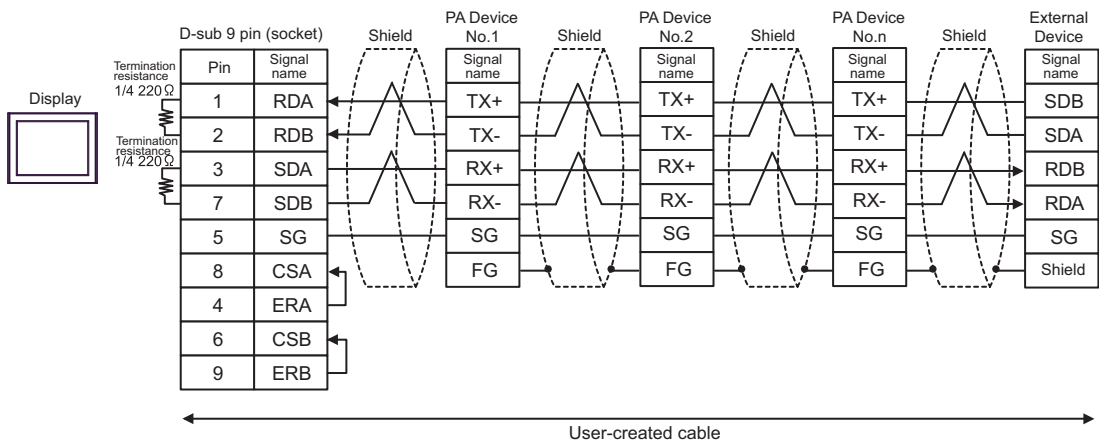 PA Device No.1
PA Device No.2
PA Device No.n
External Device
D-sub 9 pin (socket)
Shield
Shield
Shield
Shield
Termination resistance
1/4 220 Ω
Termination resistance
1/4 220 Ω
Display
Pin Signal name
1 RDA
2 RDB
3 SDA
7 SDB
5 SG
8 CSA
4 ERA
6 CSB
9 ERB
Signal name
TX+
TX-
RX+
RX-
SG
FG
Signal name
TX+
TX-
RX+
RX-
SG
FG
Signal name
TX+
TX-
RX+
RX-
SG
FG
Signal name
SDB
SDA
RDB
RDA
SG
Shield
User-created cable